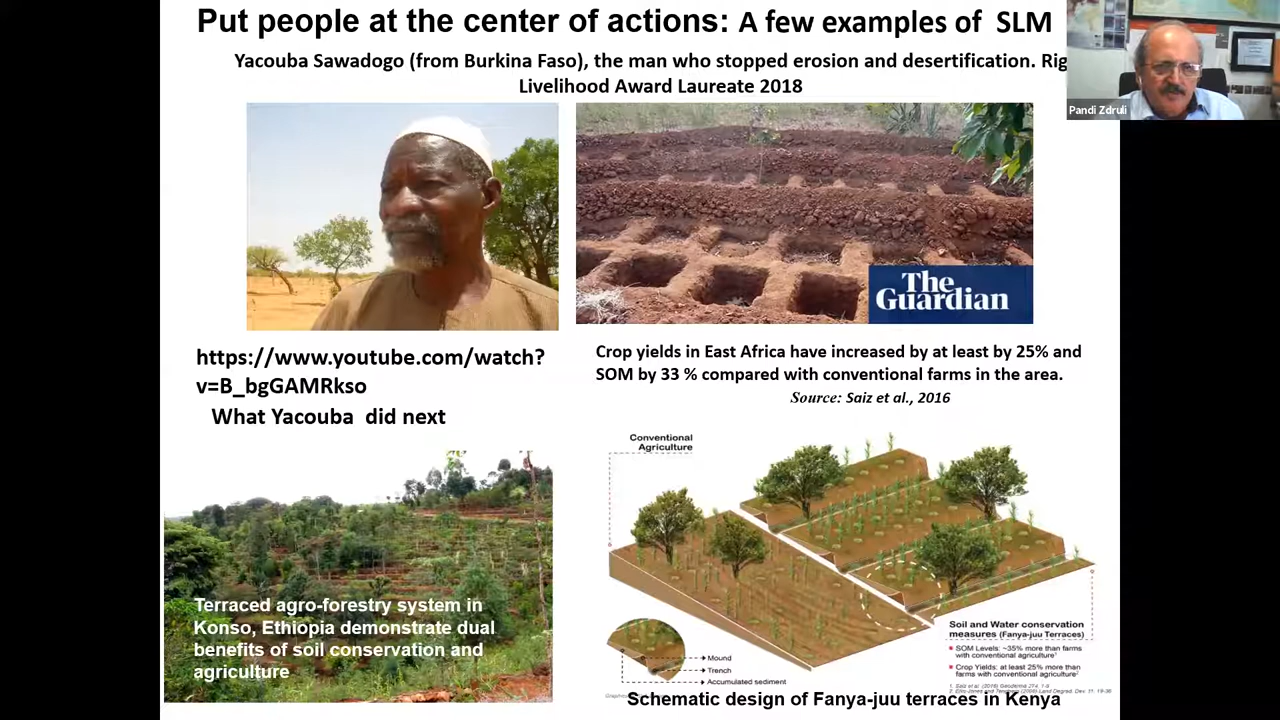 Put people at the center of actions: A few examples of SLM
Yacouba Sawadogo (from Burkina Faso), the man who stopped erosion and desertification. Rig
Livelihood Award Laureate 2018
Pandi Zdruli
The
Guardian
https://www.youtube.com/watch?
v=B_bgGAMRkso
What Yacouba did next
Crop yields in East Africa have increased by at least by 25% and
SOM by 33 % compared with conventional farms in the area.
Source: Saiz et al., 2016
Conventional
Agriculture
Terraced agro-forestry system in
Konso, Ethiopia demonstrate dual
benefits of soil conservation and
agriculture
Mound
Trench
Accumulated sediment
Soil and Water conservation
measures (Fanya-juu Terraces)
SOM Levels: ~35% more than farms
with conventional agriculture¹
Crop Yields: at least 25% more than
farms with conventional agriculture²
Schematic design of Fanya-juu terraces in Kenya